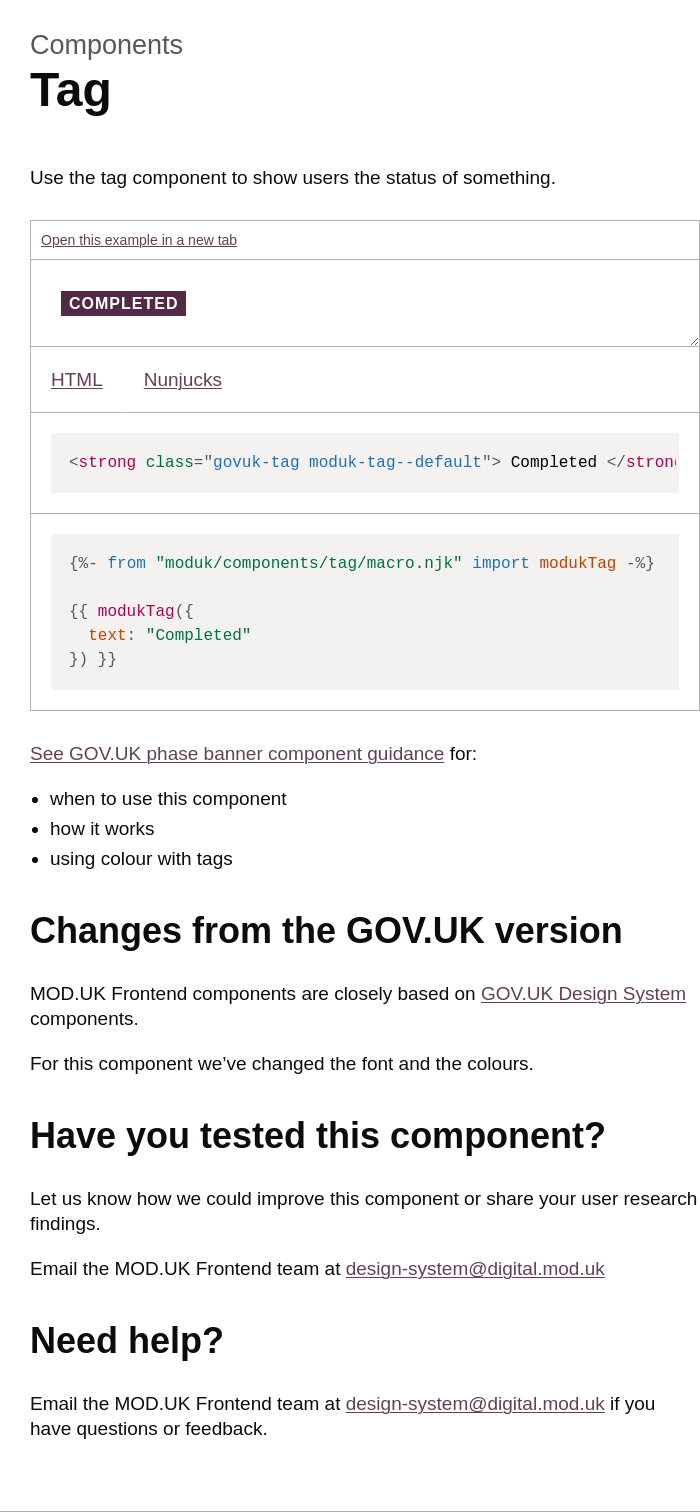 Components
Tag
Use the tag component to show users the status of something.
Open this example in a new tab
COMPLETED
HTML Nunjucks
<strong class="govuk-tag moduk-tag--default"> Completed </strong
{%- from "moduk/components/tag/macro.njk" import modukTag -%}
{{ modukTag({
  text: "Completed"
}) }}
See GOV.UK phase banner component guidance for:
• when to use this component
• how it works
• using colour with tags
Changes from the GOV.UK version
MOD.UK Frontend components are closely based on GOV.UK Design System
components.
For this component we’ve changed the font and the colours.
Have you tested this component?
Let us know how we could improve this component or share your user research
findings.
Email the MOD.UK Frontend team at design-system@digital.mod.uk
Need help?
Email the MOD.UK Frontend team at design-system@digital.mod.uk if you
have questions or feedback.